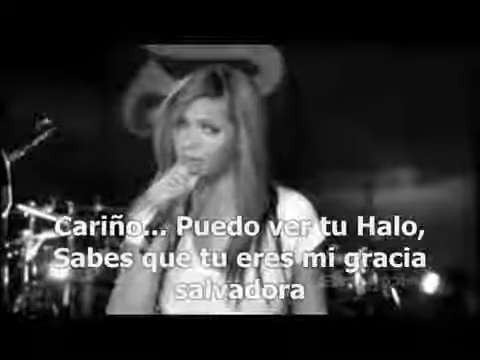 Cariño... Puedo ver tu Halo,
Sabes que tu eres mi gracia
salvadora